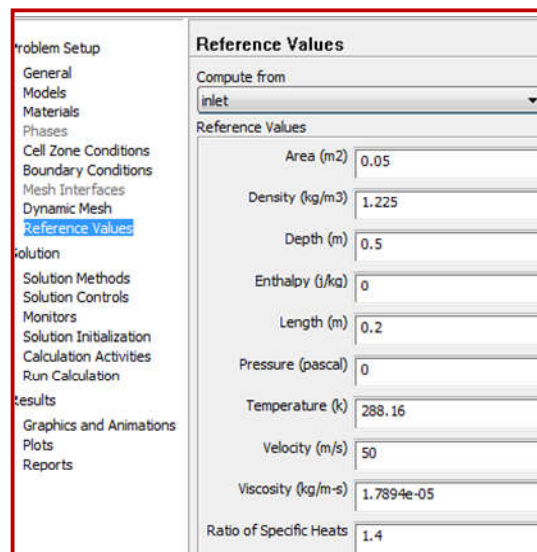 roblem Setup
General
Models
Materials
Phases
Cell Zone Conditions
Boundary Conditions
Mesh Interfaces
Dynamic Mesh
Reference Values
olution
Solution Methods
Solution Controls
Monitors
Solution Initialization
Calculation Activities
Run Calculation
esults
Graphics and Animations
Plots
Reports
Reference Values
Compute from
inlet
Reference Values
Area (m2) 0.05
Density (kg/m3) 1.225
Depth (m) 0.5
Enthalpy (j/kg) 0
Length (m) 0.2
Pressure (pascal) 0
Temperature (k) 288.16
Velocity (m/s) 50
Viscosity (kg/m-s) 1.7894e-05
Ratio of Specific Heats 1.4